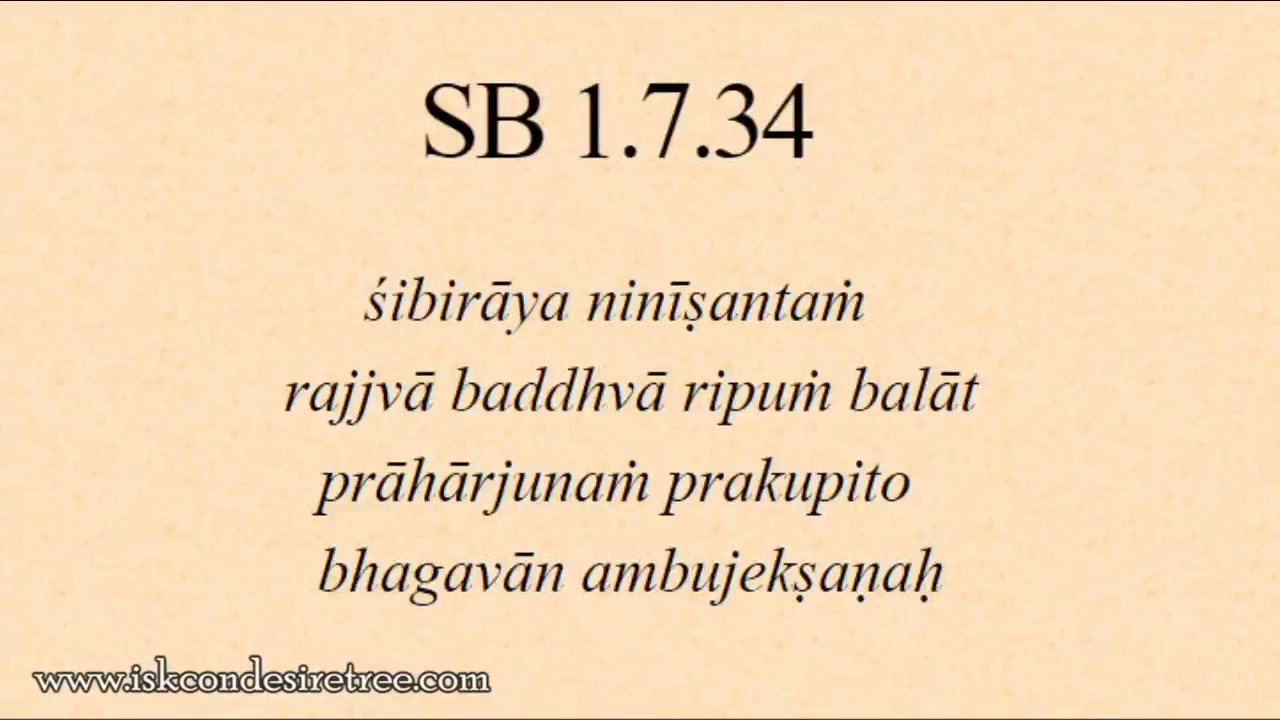 SB 1.7.34
śibirāya ninīṣantaṁ
rajjvā baddhvā ripuṁ balāt
prāhārjunaṁ prakupito
bhagavān ambujekṣaṇaḥ
www.iskcondesiretree.com